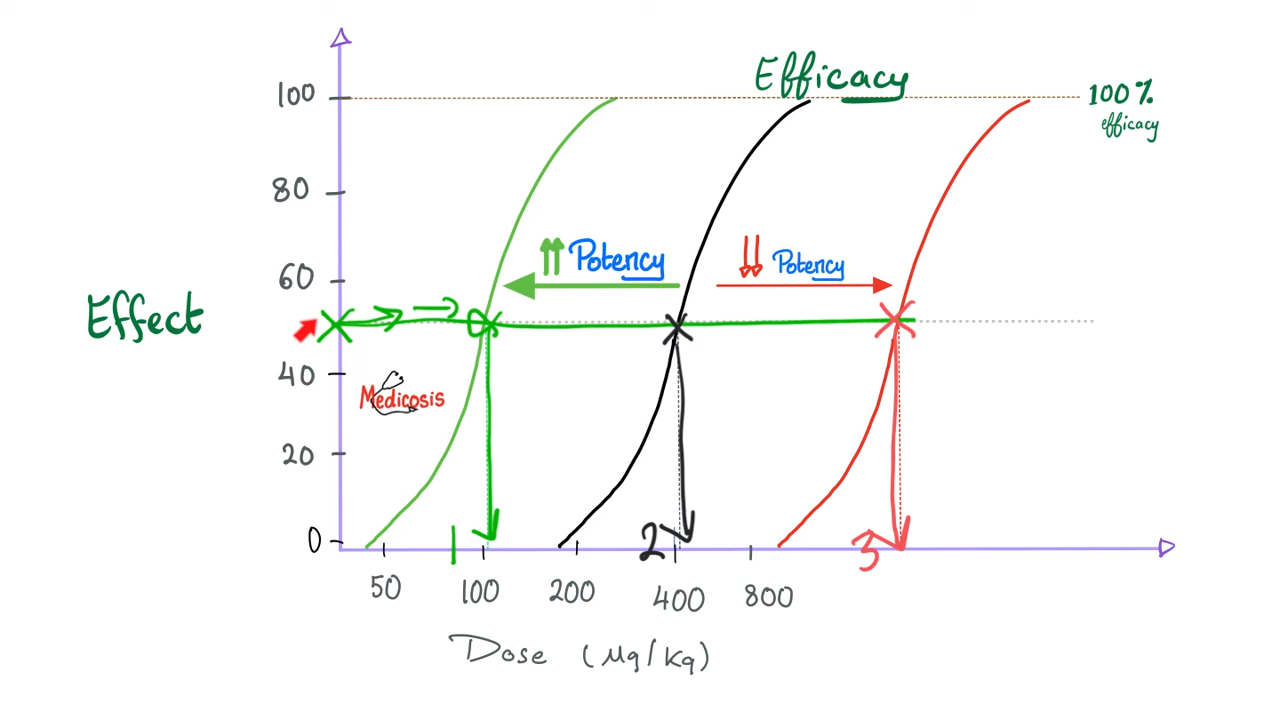 Efficacy
100
100%
efficacy
80
⇈ Potency
↓↓ Potency
60
Effect
40
Medicosis
20
0
1
2
3
50 100 200 400 800
Dose (μg/kg)